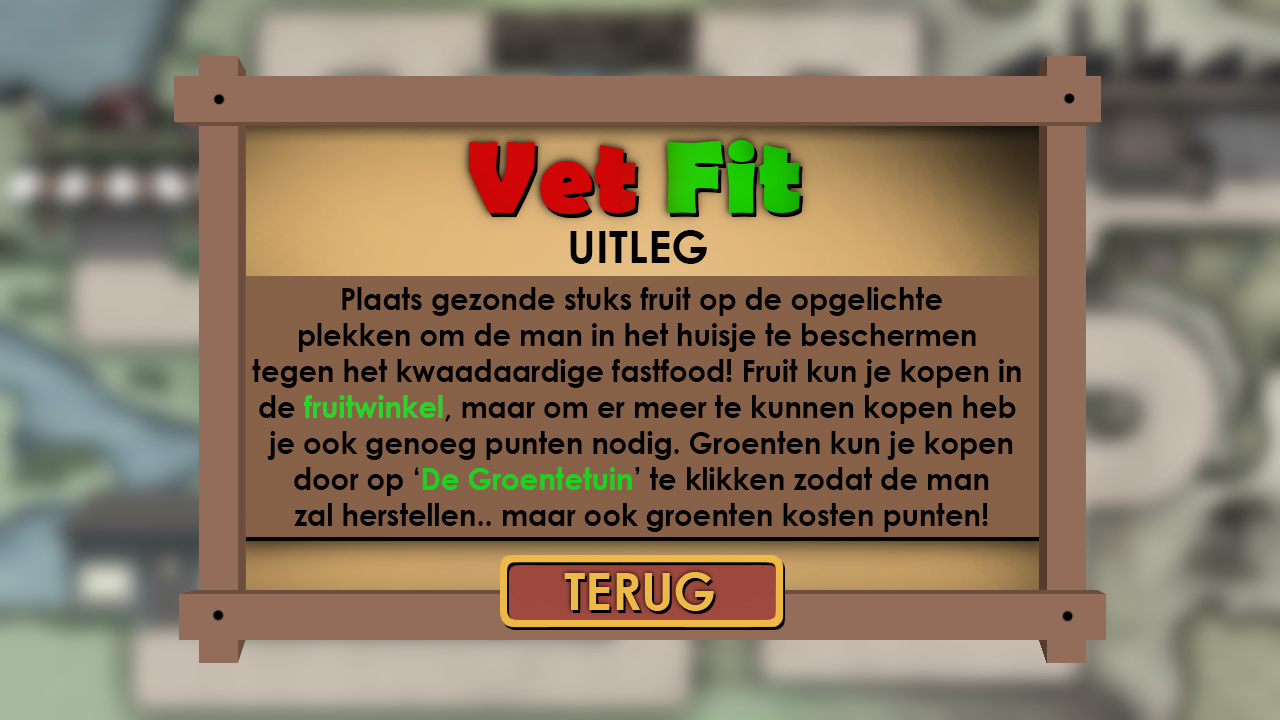 Vet Fit
UITLEG
Plaats gezonde stuks fruit op de opgelichte
plekken om de man in het huisje te beschermen
tegen het kwaadaardige fastfood! Fruit kun je kopen in
de fruitwinkel, maar om er meer te kunnen kopen heb
je ook genoeg punten nodig. Groenten kun je kopen
door op ‘De Groentetuin’ te klikken zodat de man
zal herstellen.. maar ook groenten kosten punten!
TERUG